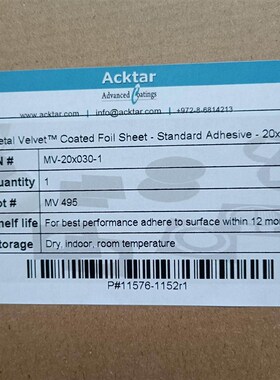 Acktar
Advanced Coatings
www.acktar.com | info@acktar.com | +972-8-6814213
etal Velvet™ Coated Foil Sheet - Standard Adhesive - 20x
N # MV-20x030-1
uantity 1
ot # MV 495
helf life For best performance adhere to surface within 12 mon
torage Dry, indoor, room temperature
P#11576-1152r1